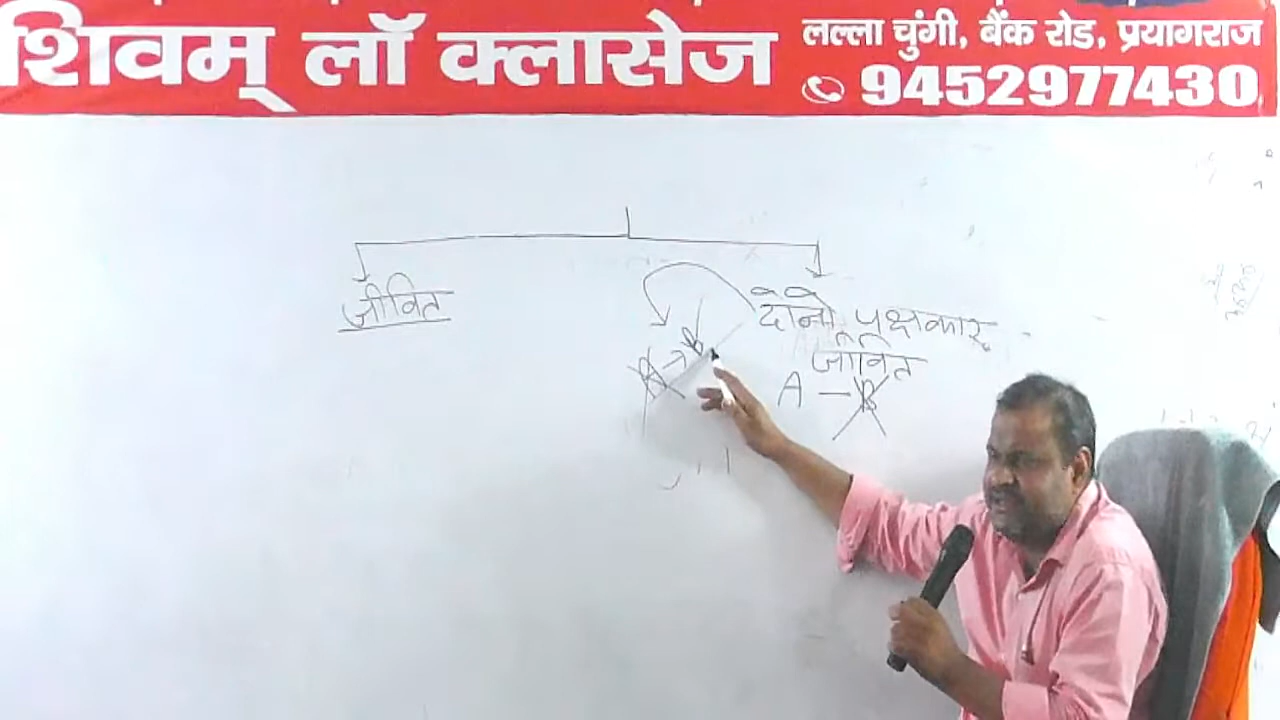 शिवम् लॉ क्लासेज
लल्ला चुंगी, बैंक रोड, प्रयागराज
9452977430
जीवित
दोनों पक्षकार
जीवित
A → B
A — B